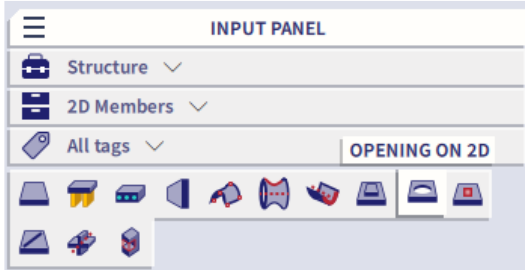 INPUT PANEL
Structure
2D Members
All tags
OPENING ON 2D